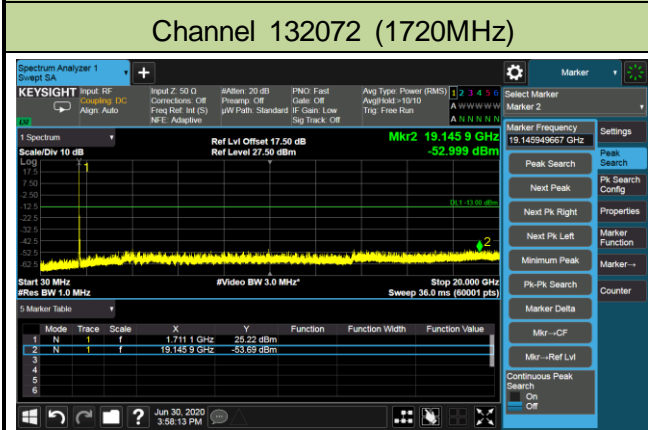 Channel 132072 (1720MHz)
Spectrum Analyzer 1
Swept SA
+
Marker
KEYSIGHT
Input: RF
Coupling: DC
Align: Auto
Input Z: 50 Ω
Corrections: Off
Freq Ref: Int (S)
NFE: Adaptive
#Atten: 20 dB
Preamp: Off
µW Path: Standard
PNO: Fast
Gate: Off
IF Gain: Low
Sig Track: Off
Avg Type: Power (RMS)
Avg|Hold:>10/10
Trig: Free Run
1 2 3 4 5 6
A W W W W W
A N N N N N
LXI
Select Marker
Marker 2
1 Spectrum
Scale/Div 10 dB
Ref Lvl Offset 17.50 dB
Ref Level 27.50 dBm
Mkr2 19.145 9 GHz
-52.999 dBm
Log
17.5
7.50
-2.50
-12.5
-22.5
-32.5
-42.5
-52.5
-62.5
1
DL1 -13.00 dBm
2
Start 30 MHz
#Res BW 1.0 MHz
#Video BW 3.0 MHz*
Stop 20.000 GHz
Sweep 36.0 ms (60001 pts)
5 Marker Table
Mode Trace Scale X Y Function Function Width Function Value
1 N 1 f 1.711 1 GHz 25.22 dBm
2 N 1 f 19.145 9 GHz -53.69 dBm
3
4
5
6
Marker Frequency
19.145949667 GHz
Peak Search
Next Peak
Next Pk Right
Next Pk Left
Minimum Peak
Pk-Pk Search
Marker Delta
Mkr→CF
Mkr→Ref Lvl
Continuous Peak
Search
On
Off
Settings
Peak
Search
Pk Search
Config
Properties
Marker
Function
Marker→
Counter
?
Jun 30, 2020
3:58:13 PM